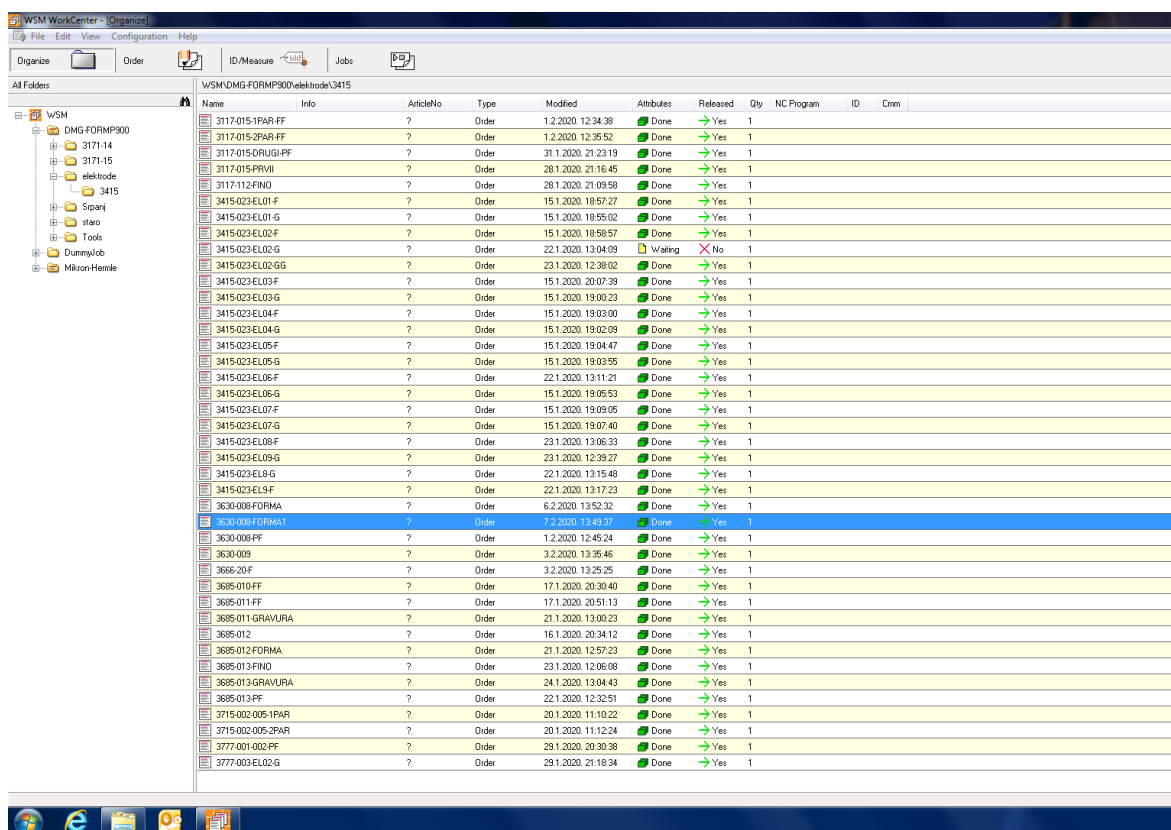 WSM WorkCenter - [Organize]
File Edit View Configuration Help
Organize Order ID/Measure Jobs
All Folders
WSM
DMG-FORMP900
3171-14
3171-15
elektrode
3415
Srpanj
staro
Tools
DummyJob
Mikron-Hermle
WSM\DMG-FORMP900\elektrode\3415
Name Info ArticleNo Type Modified Attributes Released Qty NC Program ID Cmm
3117-015-1PAR-FF ? Order 1.2.2020. 12:34:38 Done Yes 1
3117-015-2PAR-FF ? Order 1.2.2020. 12:35:52 Done Yes 1
3117-015-DRUGI-PF ? Order 31.1.2020. 21:23:19 Done Yes 1
3117-015-PRVII ? Order 28.1.2020. 21:16:45 Done Yes 1
3117-112-FINO ? Order 28.1.2020. 21:09:58 Done Yes 1
3415-023-EL01-F ? Order 15.1.2020. 18:57:27 Done Yes 1
3415-023-EL01-G ? Order 15.1.2020. 18:55:02 Done Yes 1
3415-023-EL02-F ? Order 15.1.2020. 18:58:57 Done Yes 1
3415-023-EL02-G ? Order 22.1.2020. 13:04:09 Waiting No 1
3415-023-EL02-GG ? Order 23.1.2020. 12:38:02 Done Yes 1
3415-023-EL03-F ? Order 15.1.2020. 20:07:39 Done Yes 1
3415-023-EL03-G ? Order 15.1.2020. 19:00:23 Done Yes 1
3415-023-EL04-F ? Order 15.1.2020. 19:03:00 Done Yes 1
3415-023-EL04-G ? Order 15.1.2020. 19:02:09 Done Yes 1
3415-023-EL05-F ? Order 15.1.2020. 19:04:47 Done Yes 1
3415-023-EL05-G ? Order 15.1.2020. 19:03:55 Done Yes 1
3415-023-EL06-F ? Order 22.1.2020. 13:11:21 Done Yes 1
3415-023-EL06-G ? Order 15.1.2020. 19:05:53 Done Yes 1
3415-023-EL07-F ? Order 15.1.2020. 19:09:05 Done Yes 1
3415-023-EL07-G ? Order 15.1.2020. 19:07:40 Done Yes 1
3415-023-EL08-F ? Order 23.1.2020. 13:06:33 Done Yes 1
3415-023-EL09-G ? Order 23.1.2020. 12:39:27 Done Yes 1
3415-023-EL8-G ? Order 22.1.2020. 13:15:48 Done Yes 1
3415-023-EL9-F ? Order 22.1.2020. 13:17:23 Done Yes 1
3630-008-FORMA ? Order 6.2.2020. 13:52:32 Done Yes 1
3630-008-FORMA1 ? Order 7.2.2020. 13:49:37 Done Yes 1
3630-008-PF ? Order 1.2.2020. 12:45:24 Done Yes 1
3630-009 ? Order 3.2.2020. 13:35:46 Done Yes 1
3666-20-F ? Order 3.2.2020. 13:25:25 Done Yes 1
3685-010-FF ? Order 17.1.2020. 20:30:40 Done Yes 1
3685-011-FF ? Order 17.1.2020. 20:51:13 Done Yes 1
3685-011-GRAVURA ? Order 21.1.2020. 13:00:23 Done Yes 1
3685-012 ? Order 16.1.2020. 20:34:12 Done Yes 1
3685-012-FORMA ? Order 21.1.2020. 12:57:23 Done Yes 1
3685-013-FINO ? Order 23.1.2020. 12:06:08 Done Yes 1
3685-013-GRAVURA ? Order 24.1.2020. 13:04:43 Done Yes 1
3685-013-PF ? Order 22.1.2020. 12:32:51 Done Yes 1
3715-002-005-1PAR ? Order 20.1.2020. 11:10:22 Done Yes 1
3715-002-005-2PAR ? Order 20.1.2020. 11:12:24 Done Yes 1
3777-001-002-PF ? Order 29.1.2020. 20:30:38 Done Yes 1
3777-003-EL02-G ? Order 29.1.2020. 21:18:34 Done Yes 1